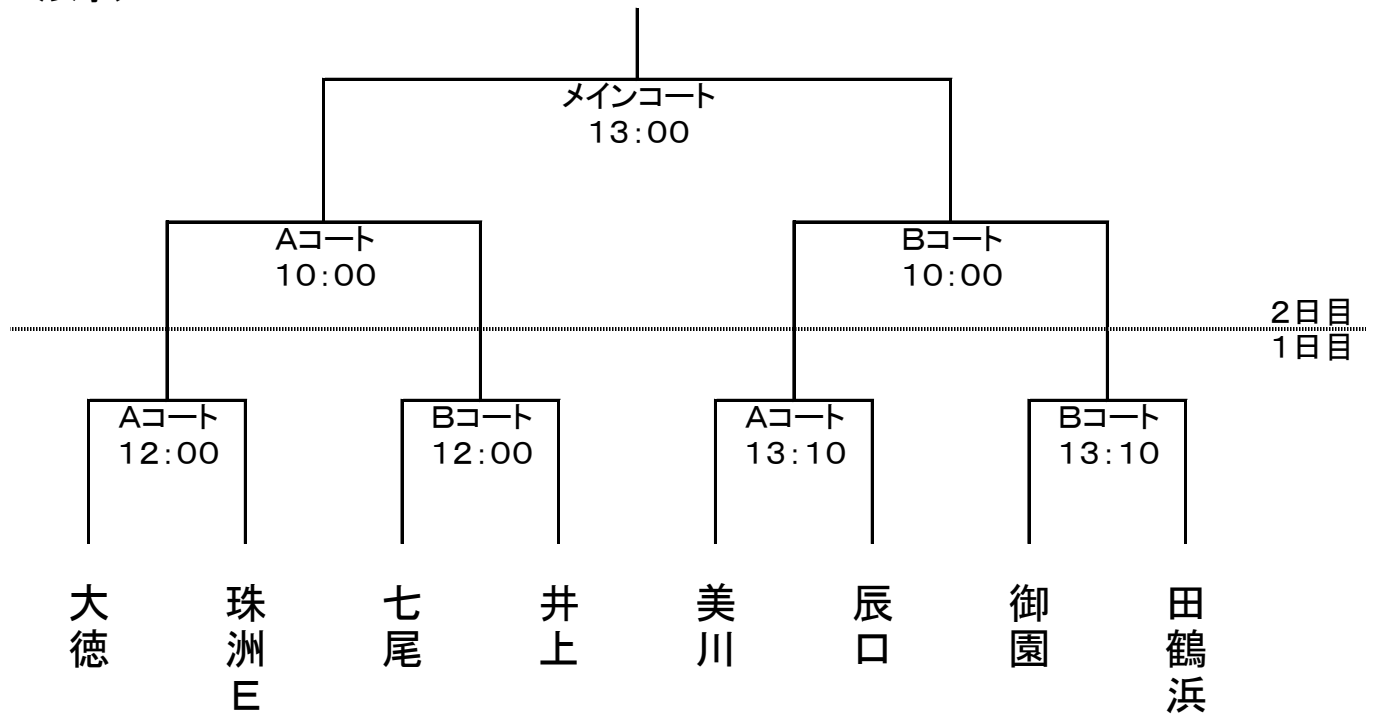 メインコート
13:00
Aコート
10:00
Bコート
10:00
2日目
1日目
Aコート
12:00
Bコート
12:00
Aコート
13:10
Bコート
13:10
大徳
珠洲E
七尾
井上
美川
辰口
御園
田鶴浜